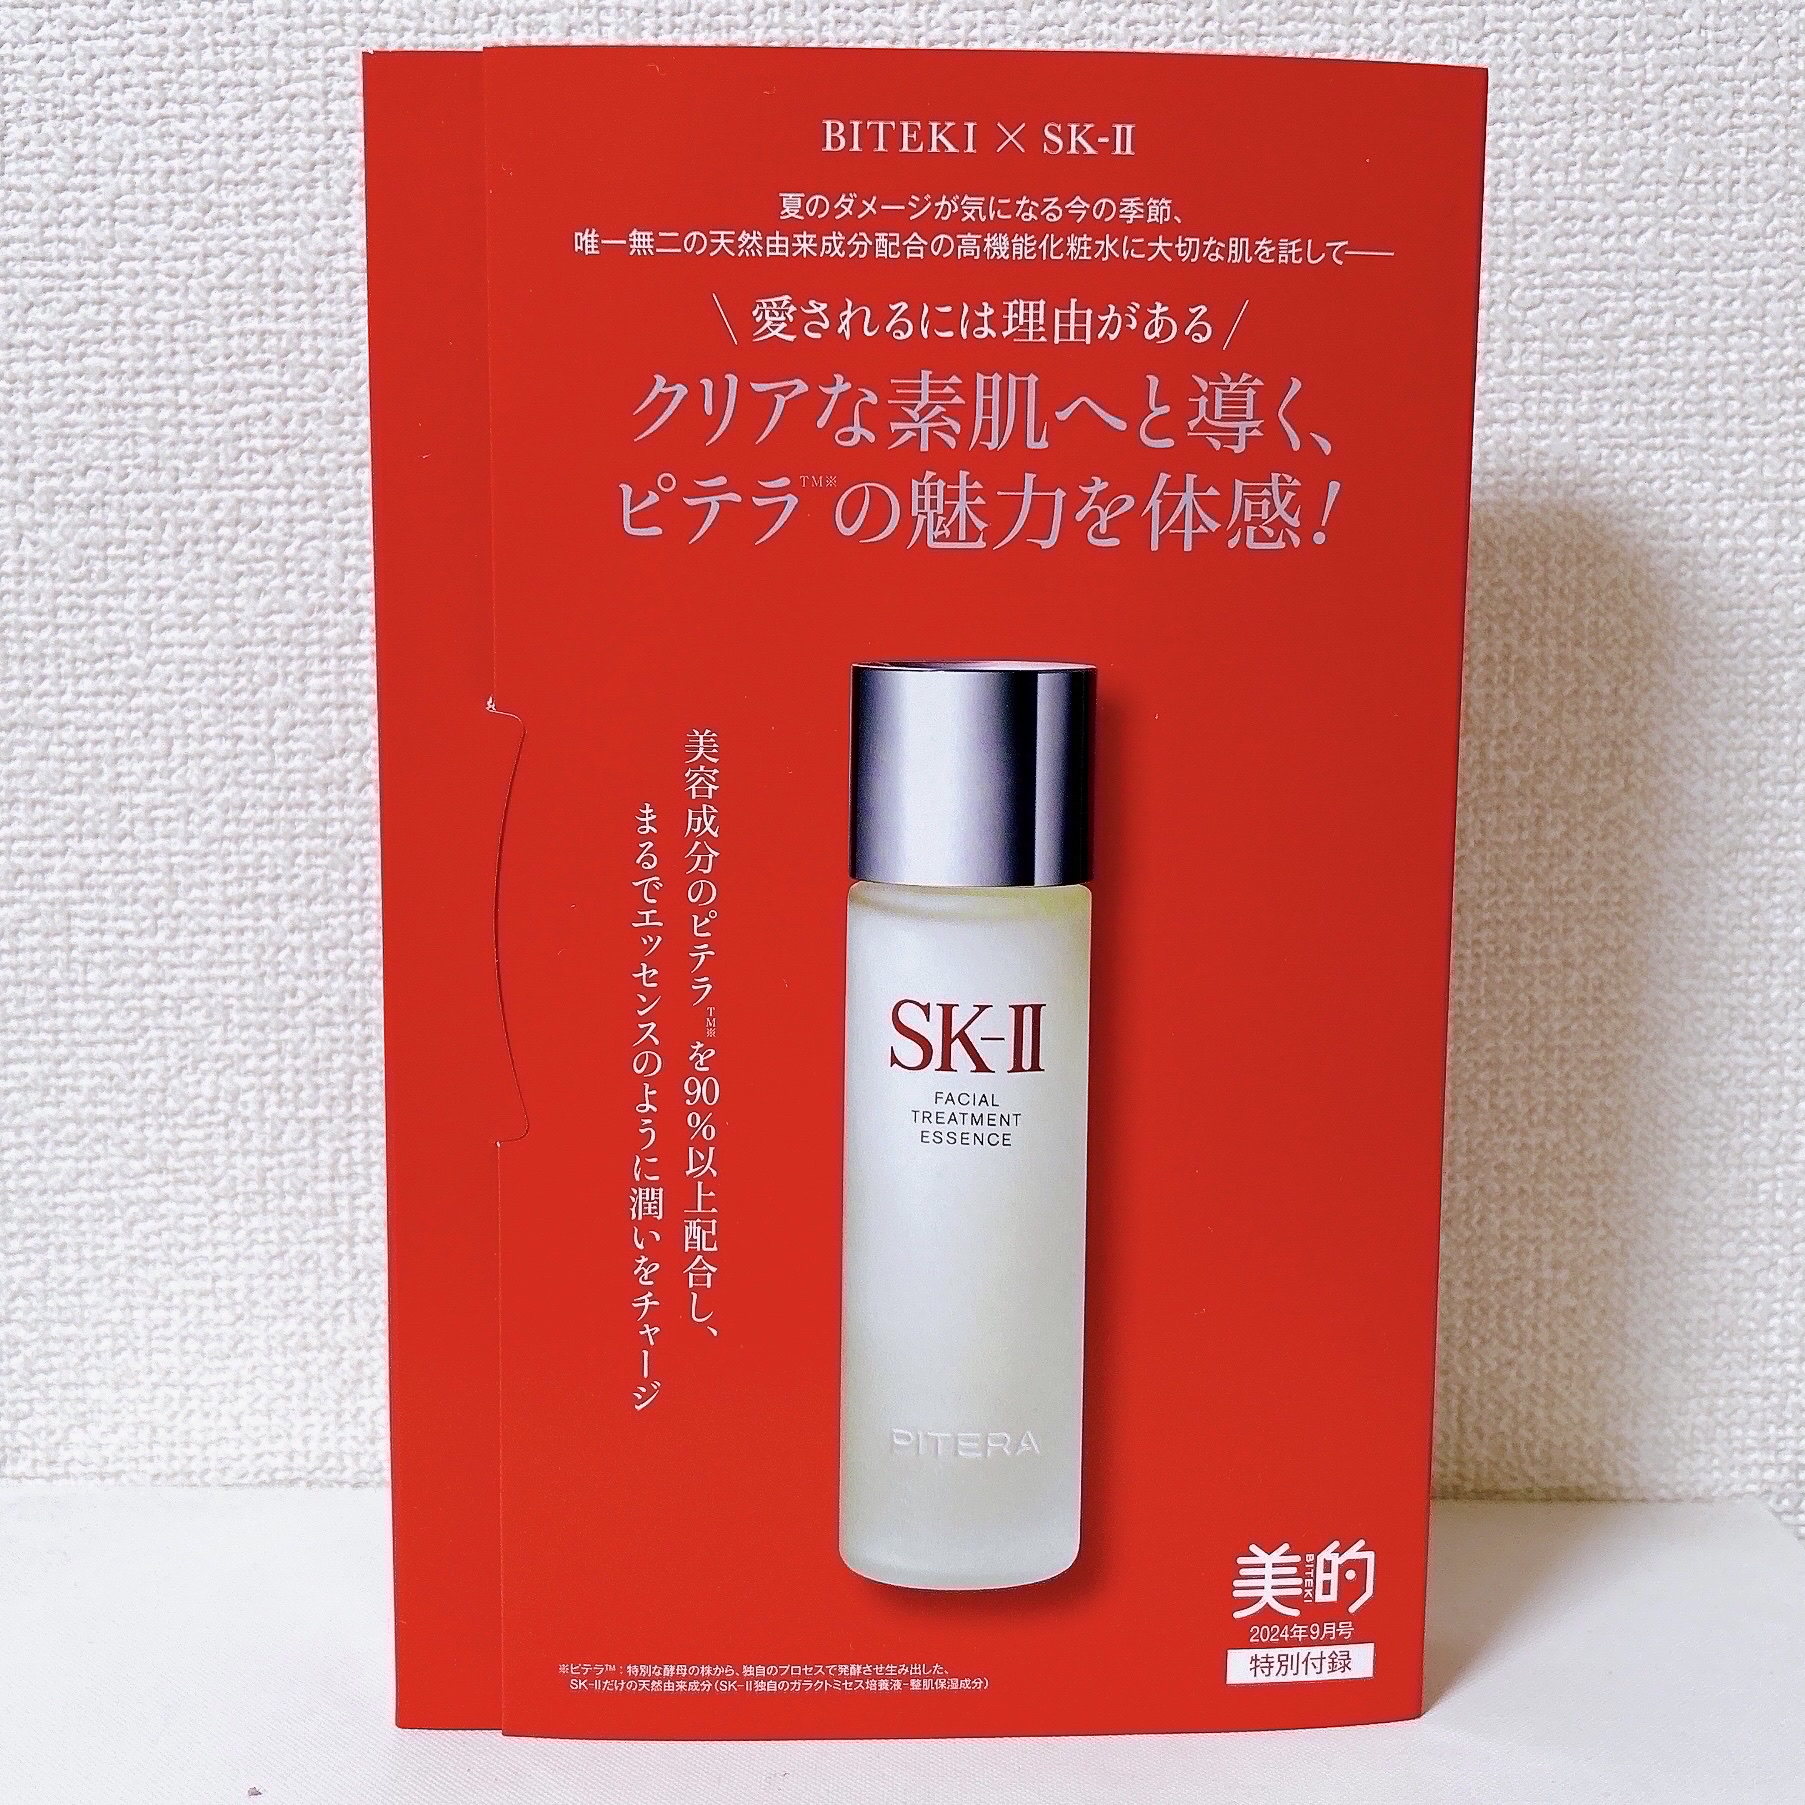 BITEKI × SK-II
夏のダメージが気になる今の季節、
唯一無二の天然由来成分配合の高機能化粧水に大切な肌を託して――
\ 愛されるには理由がある /
クリアな素肌へと導く、
ピテラ™※の魅力を体感！
美容成分のピテラ™※を90%以上配合し、
まるでエッセンスのように潤いをチャージ
SK-II
FACIAL
TREATMENT
ESSENCE
PITERA
美的
BITEKI
2024年9月号
特別付録
※ピテラ™：特別な酵母の株から、独自のプロセスで発酵させ生み出した、
SK-IIだけの天然由来成分（SK-II独自のガラクトミセス培養液-整肌保湿成分）